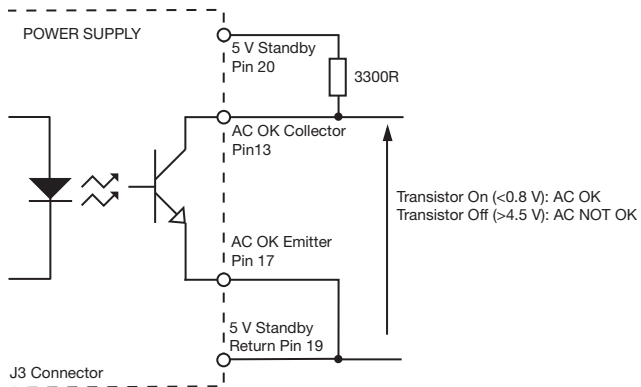 POWER SUPPLY
5 V Standby
Pin 20
3300R
AC OK Collector
Pin13
Transistor On (<0.8 V): AC OK
Transistor Off (>4.5 V): AC NOT OK
AC OK Emitter
Pin 17
5 V Standby
Return Pin 19
J3 Connector